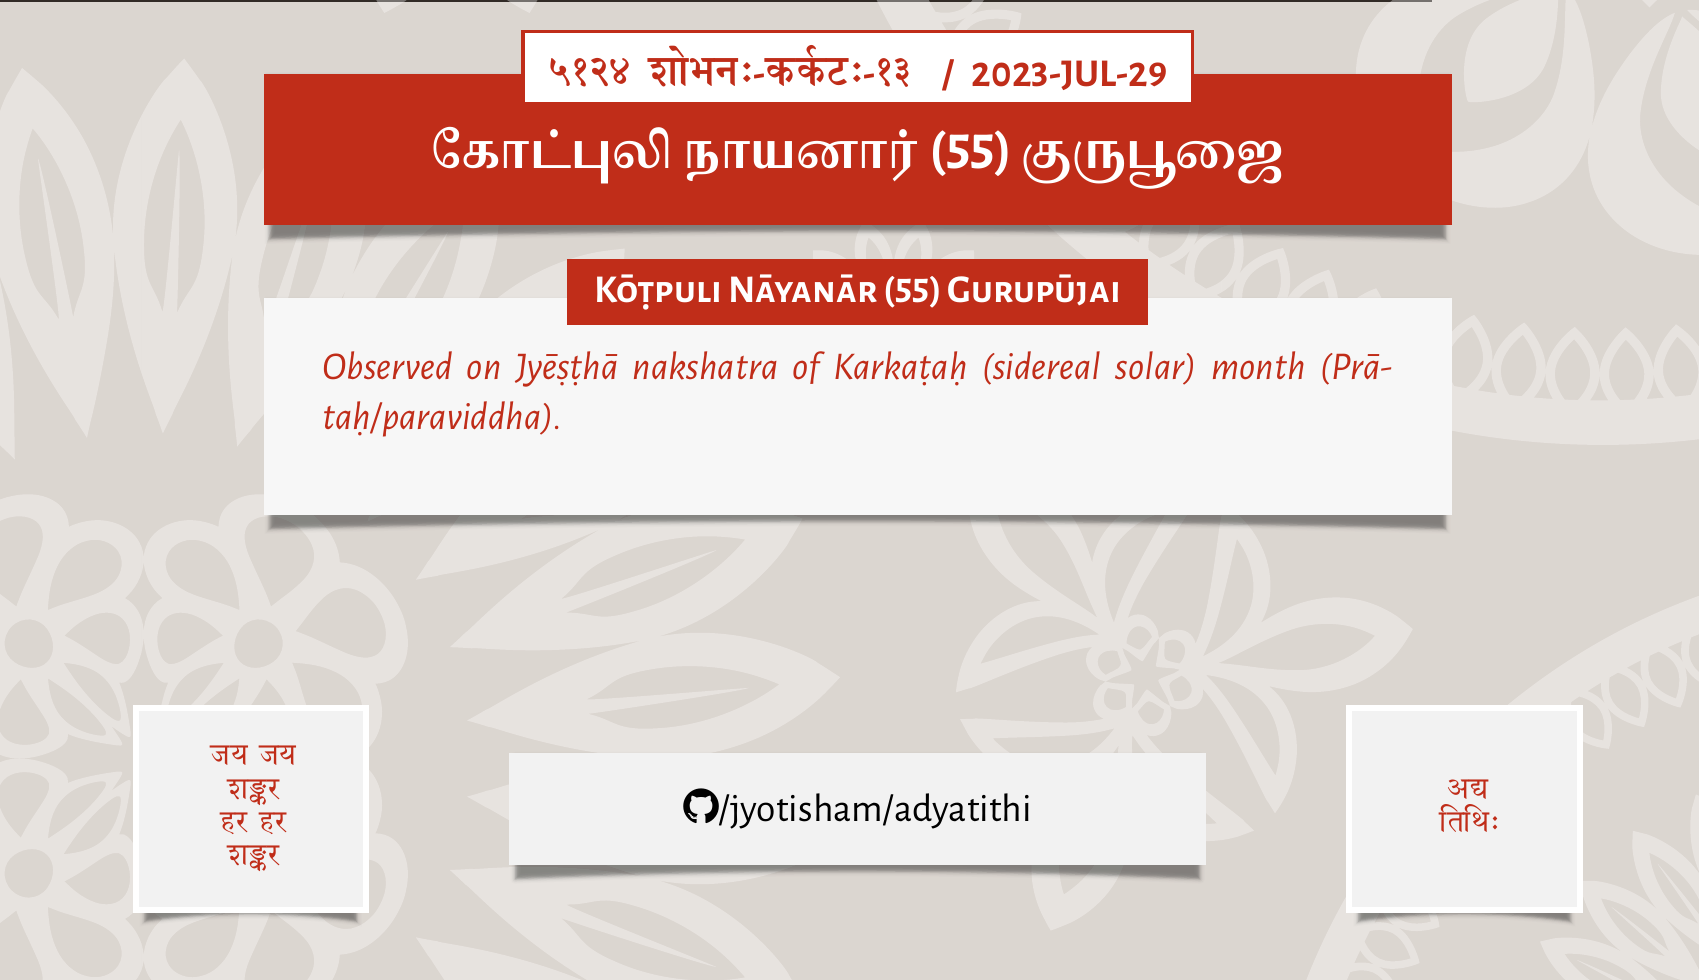 ५१२४ शोभनः-कर्कटः-१३ / 2023-JUL-29
கோட்புலி நாயனார் (55) குருபூஜை
Kōṭpuli Nāyanār (55) Gurupūjai
Observed on Jyēṣṭhā nakshatra of Karkaṭaḥ (sidereal solar) month (Prā-
taḥ/paraviddha).
जय जय
शङ्कर
हर हर
शङ्कर
/jyotisham/adyatithi
अद्य
तिथिः